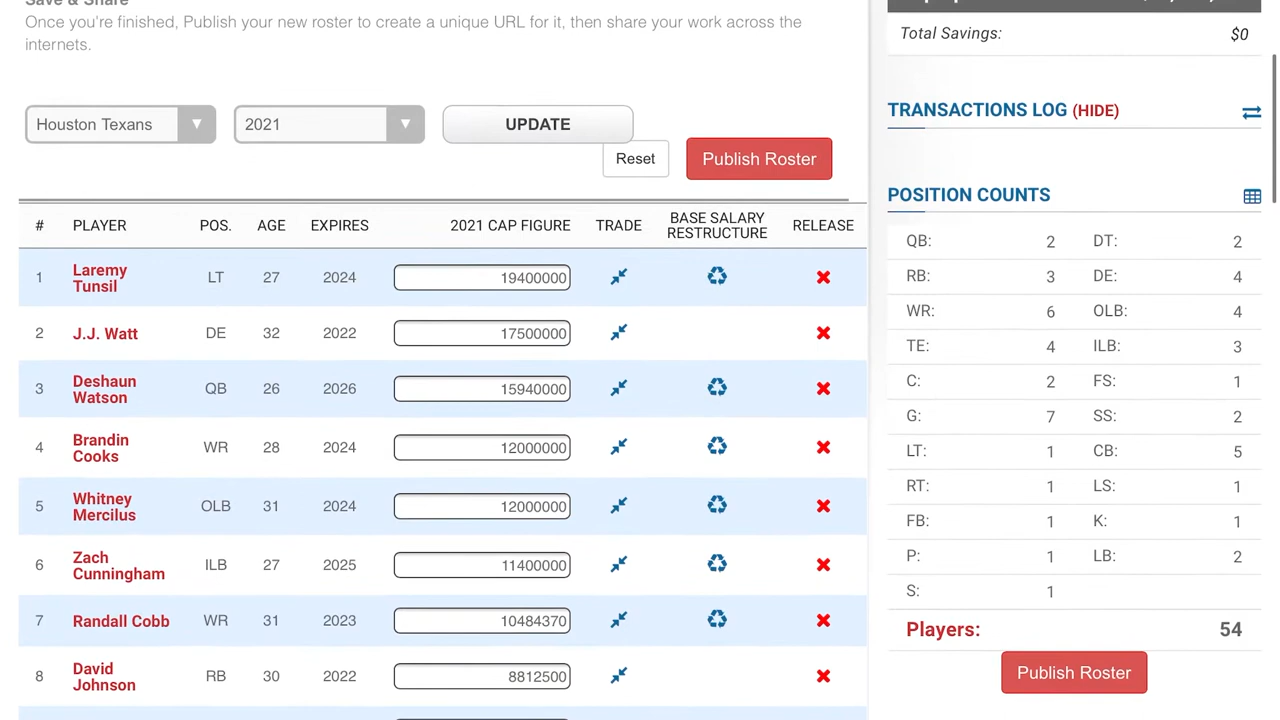 Save & Share
Once you're finished, Publish your new roster to create a unique URL for it, then share your work across the
internets.
Houston Texans
2021
UPDATE
Reset
Publish Roster
# PLAYER POS. AGE EXPIRES 2021 CAP FIGURE TRADE BASE SALARY RESTRUCTURE RELEASE
1 Laremy Tunsil LT 27 2024 19400000
2 J.J. Watt DE 32 2022 17500000
3 Deshaun Watson QB 26 2026 15940000
4 Brandin Cooks WR 28 2024 12000000
5 Whitney Mercilus OLB 31 2024 12000000
6 Zach Cunningham ILB 27 2025 11400000
7 Randall Cobb WR 31 2023 10484370
8 David Johnson RB 30 2022 8812500
Total Savings: $0
TRANSACTIONS LOG (HIDE)
POSITION COUNTS
QB: 2 DT: 2
RB: 3 DE: 4
WR: 6 OLB: 4
TE: 4 ILB: 3
C: 2 FS: 1
G: 7 SS: 2
LT: 1 CB: 5
RT: 1 LS: 1
FB: 1 K: 1
P: 1 LB: 2
S: 1
Players: 54
Publish Roster